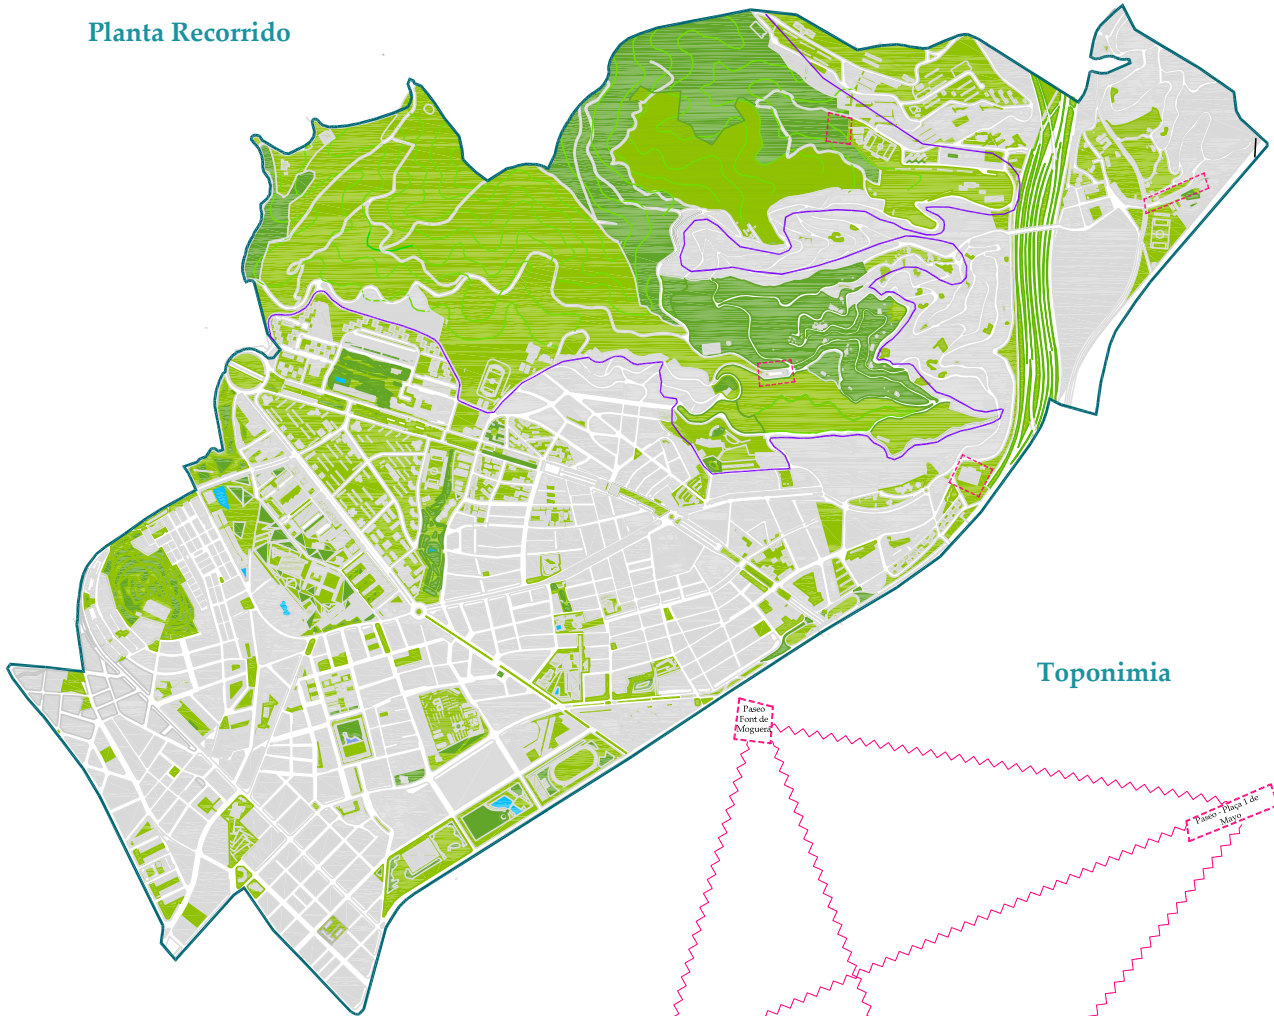 Planta Recorrido
Toponimia
Paseo
Font de
Moguera
Paseo - Plaça 1 de
Mayo